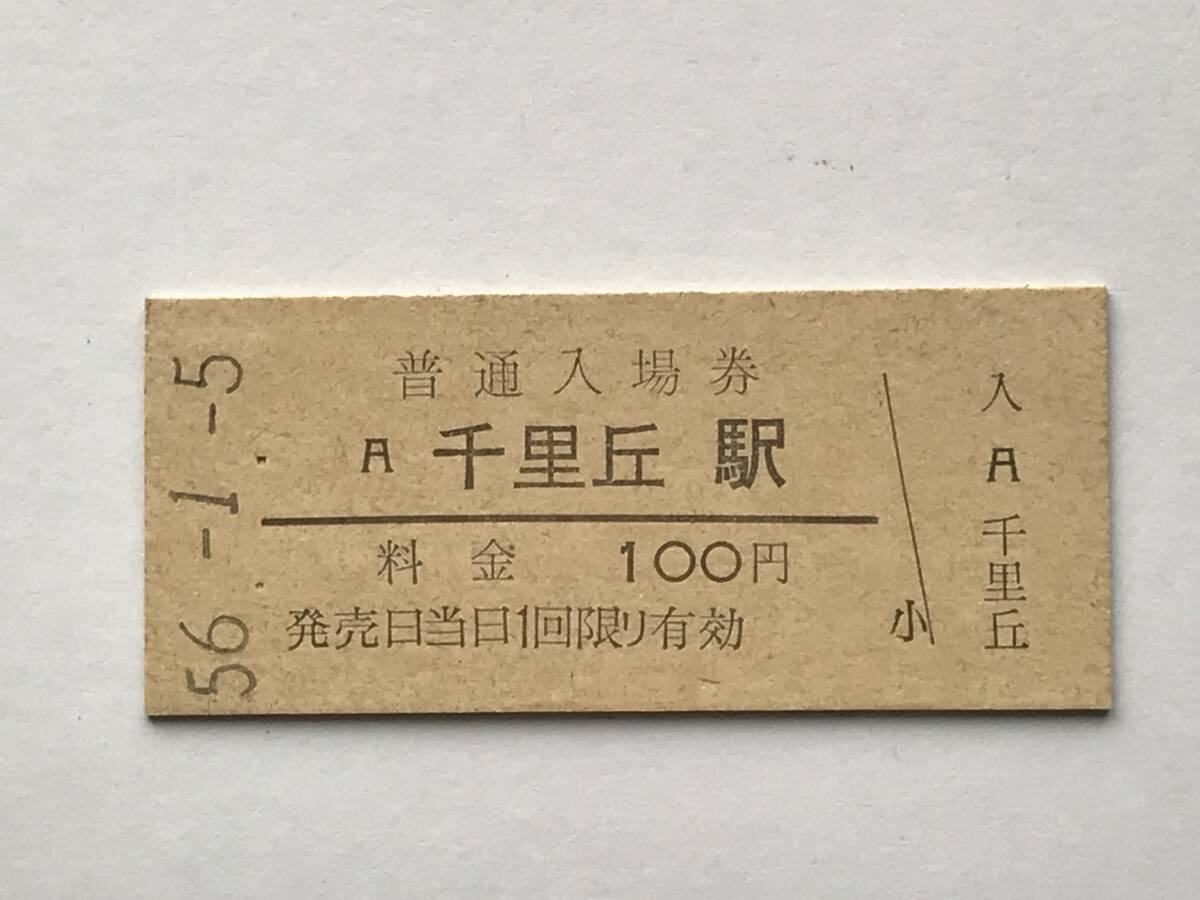 56.-1.-5
普通入場券
A 千里丘 駅
料金 100円
発売日当日1回限り有効
小
入
A
千里丘